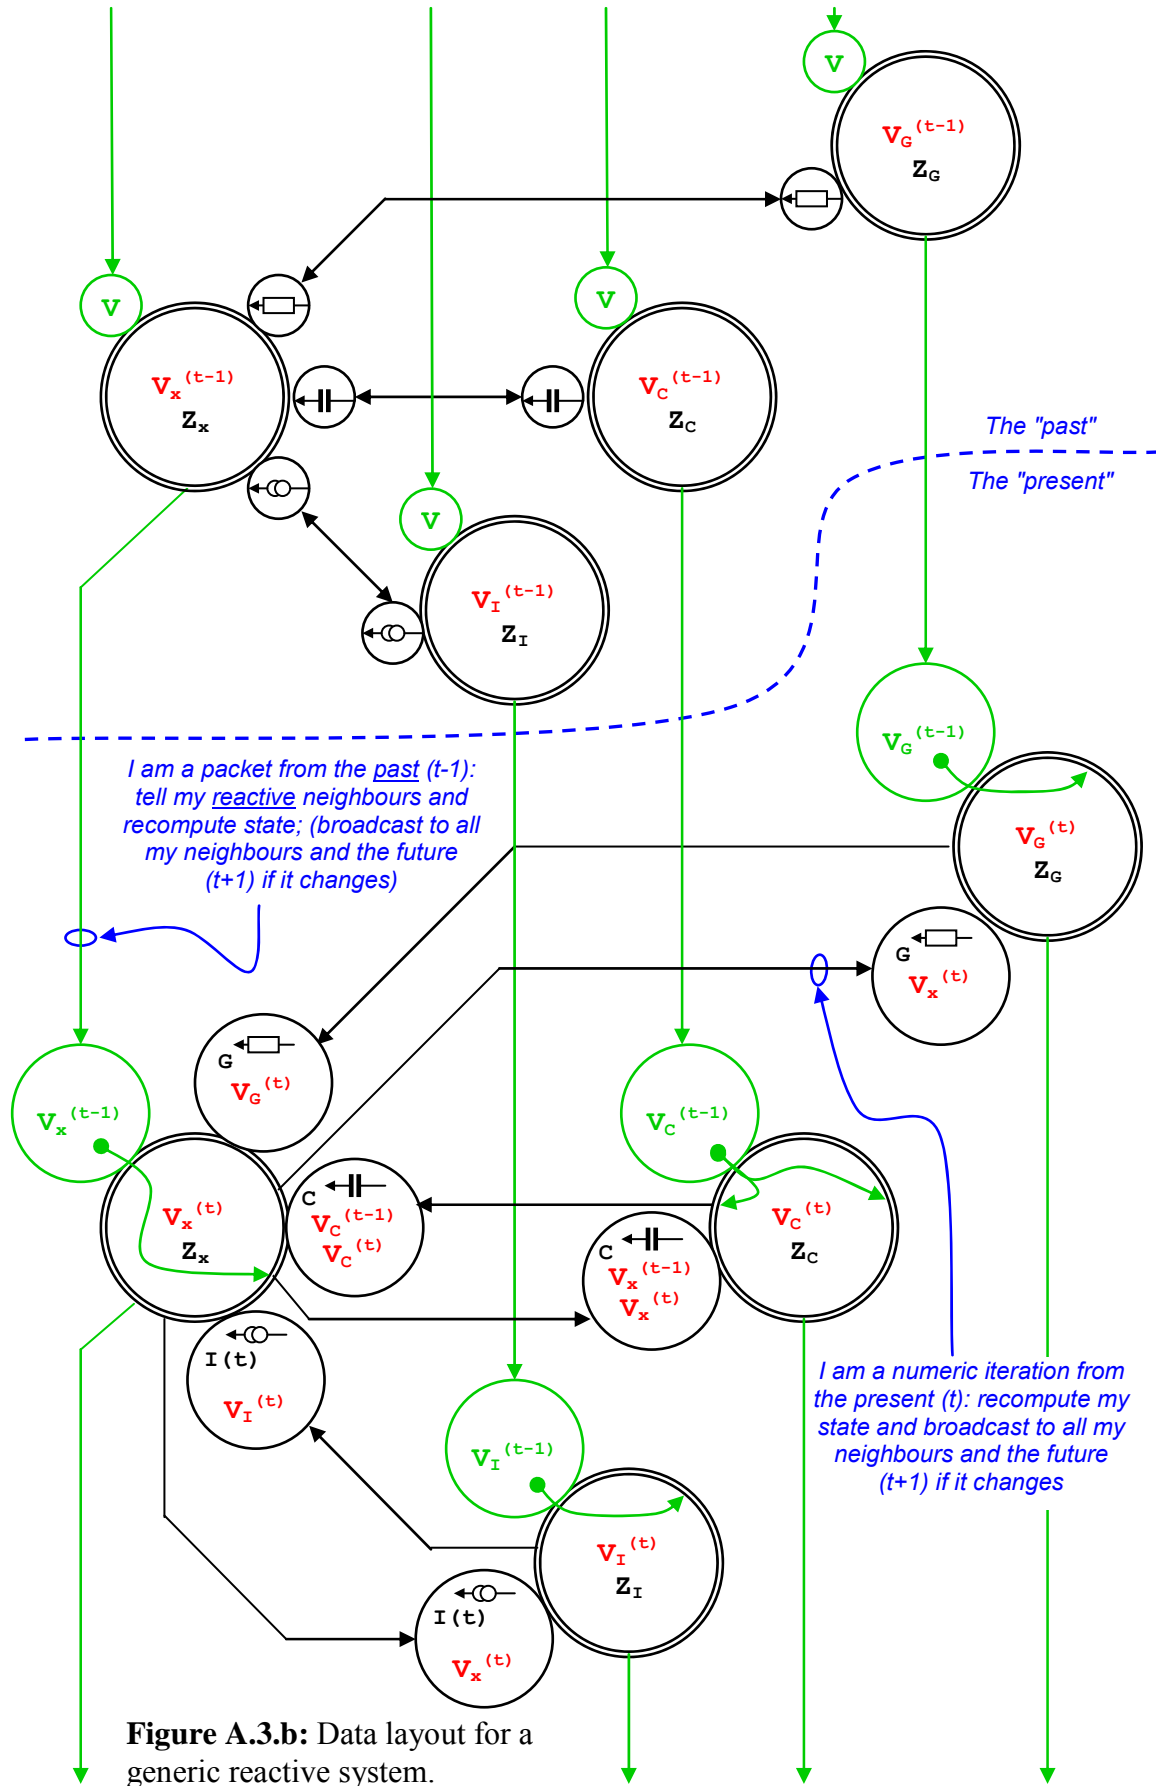 V
V_G^(t-1)
Z_G
V
V
V_x^(t-1)
Z_x
V_C^(t-1)
Z_C
The "past"
The "present"
V
V_I^(t-1)
Z_I
V_G^(t-1)
I am a packet from the past (t-1):
tell my reactive neighbours and
recompute state; (broadcast to all
my neighbours and the future
(t+1) if it changes)
V_G^(t)
Z_G
G
V_x^(t)
G
V_G^(t)
V_x^(t-1)
V_C^(t-1)
V_x^(t)
Z_x
C
V_C^(t-1)
V_C^(t)
V_C^(t)
Z_C
C
V_x^(t-1)
V_x^(t)
I(t)
V_I^(t)
I am a numeric iteration from
the present (t): recompute my
state and broadcast to all my
neighbours and the future
(t+1) if it changes
V_I^(t-1)
V_I^(t)
Z_I
I(t)
V_x^(t)
Figure A.3.b: Data layout for a
generic reactive system.